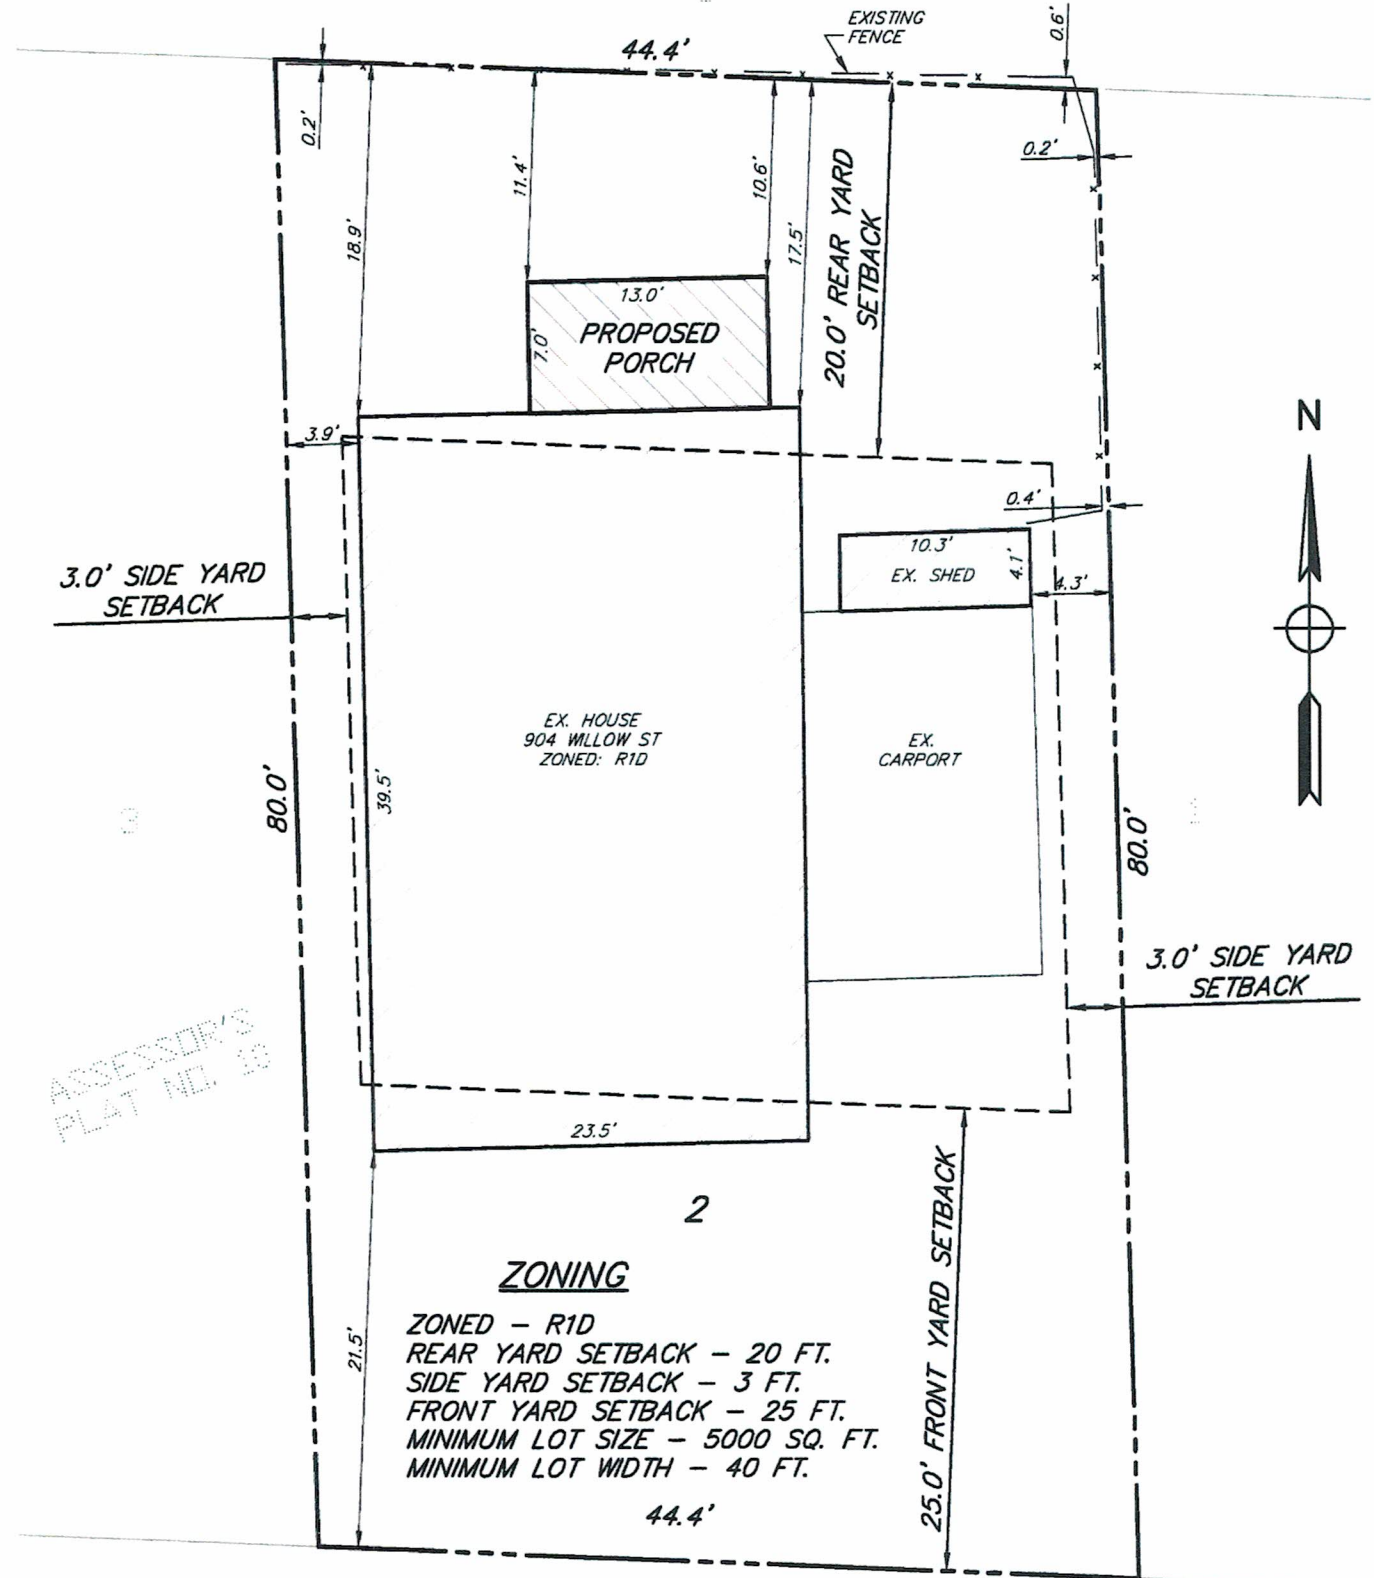 EXISTING
FENCE
0.6'
44.4'
0.2'
0.2'
11.4'
10.6'
18.9'
17.5'
20.0' REAR YARD
SETBACK
13.0'
7.0'
PROPOSED
PORCH
N
3.9'
0.4'
10.3'
EX. SHED
4.1'
4.3'
3.0' SIDE YARD
SETBACK
EX. HOUSE
904 WILLOW ST
ZONED: R1D
EX.
CARPORT
39.5'
80.0'
80.0'
3
1
3.0' SIDE YARD
SETBACK
ASSESSOR'S
PLAT NO. 10
23.5'
2
25.0' FRONT YARD SETBACK
21.5'
ZONING
ZONED - R1D
REAR YARD SETBACK - 20 FT.
SIDE YARD SETBACK - 3 FT.
FRONT YARD SETBACK - 25 FT.
MINIMUM LOT SIZE - 5000 SQ. FT.
MINIMUM LOT WIDTH - 40 FT.
44.4'